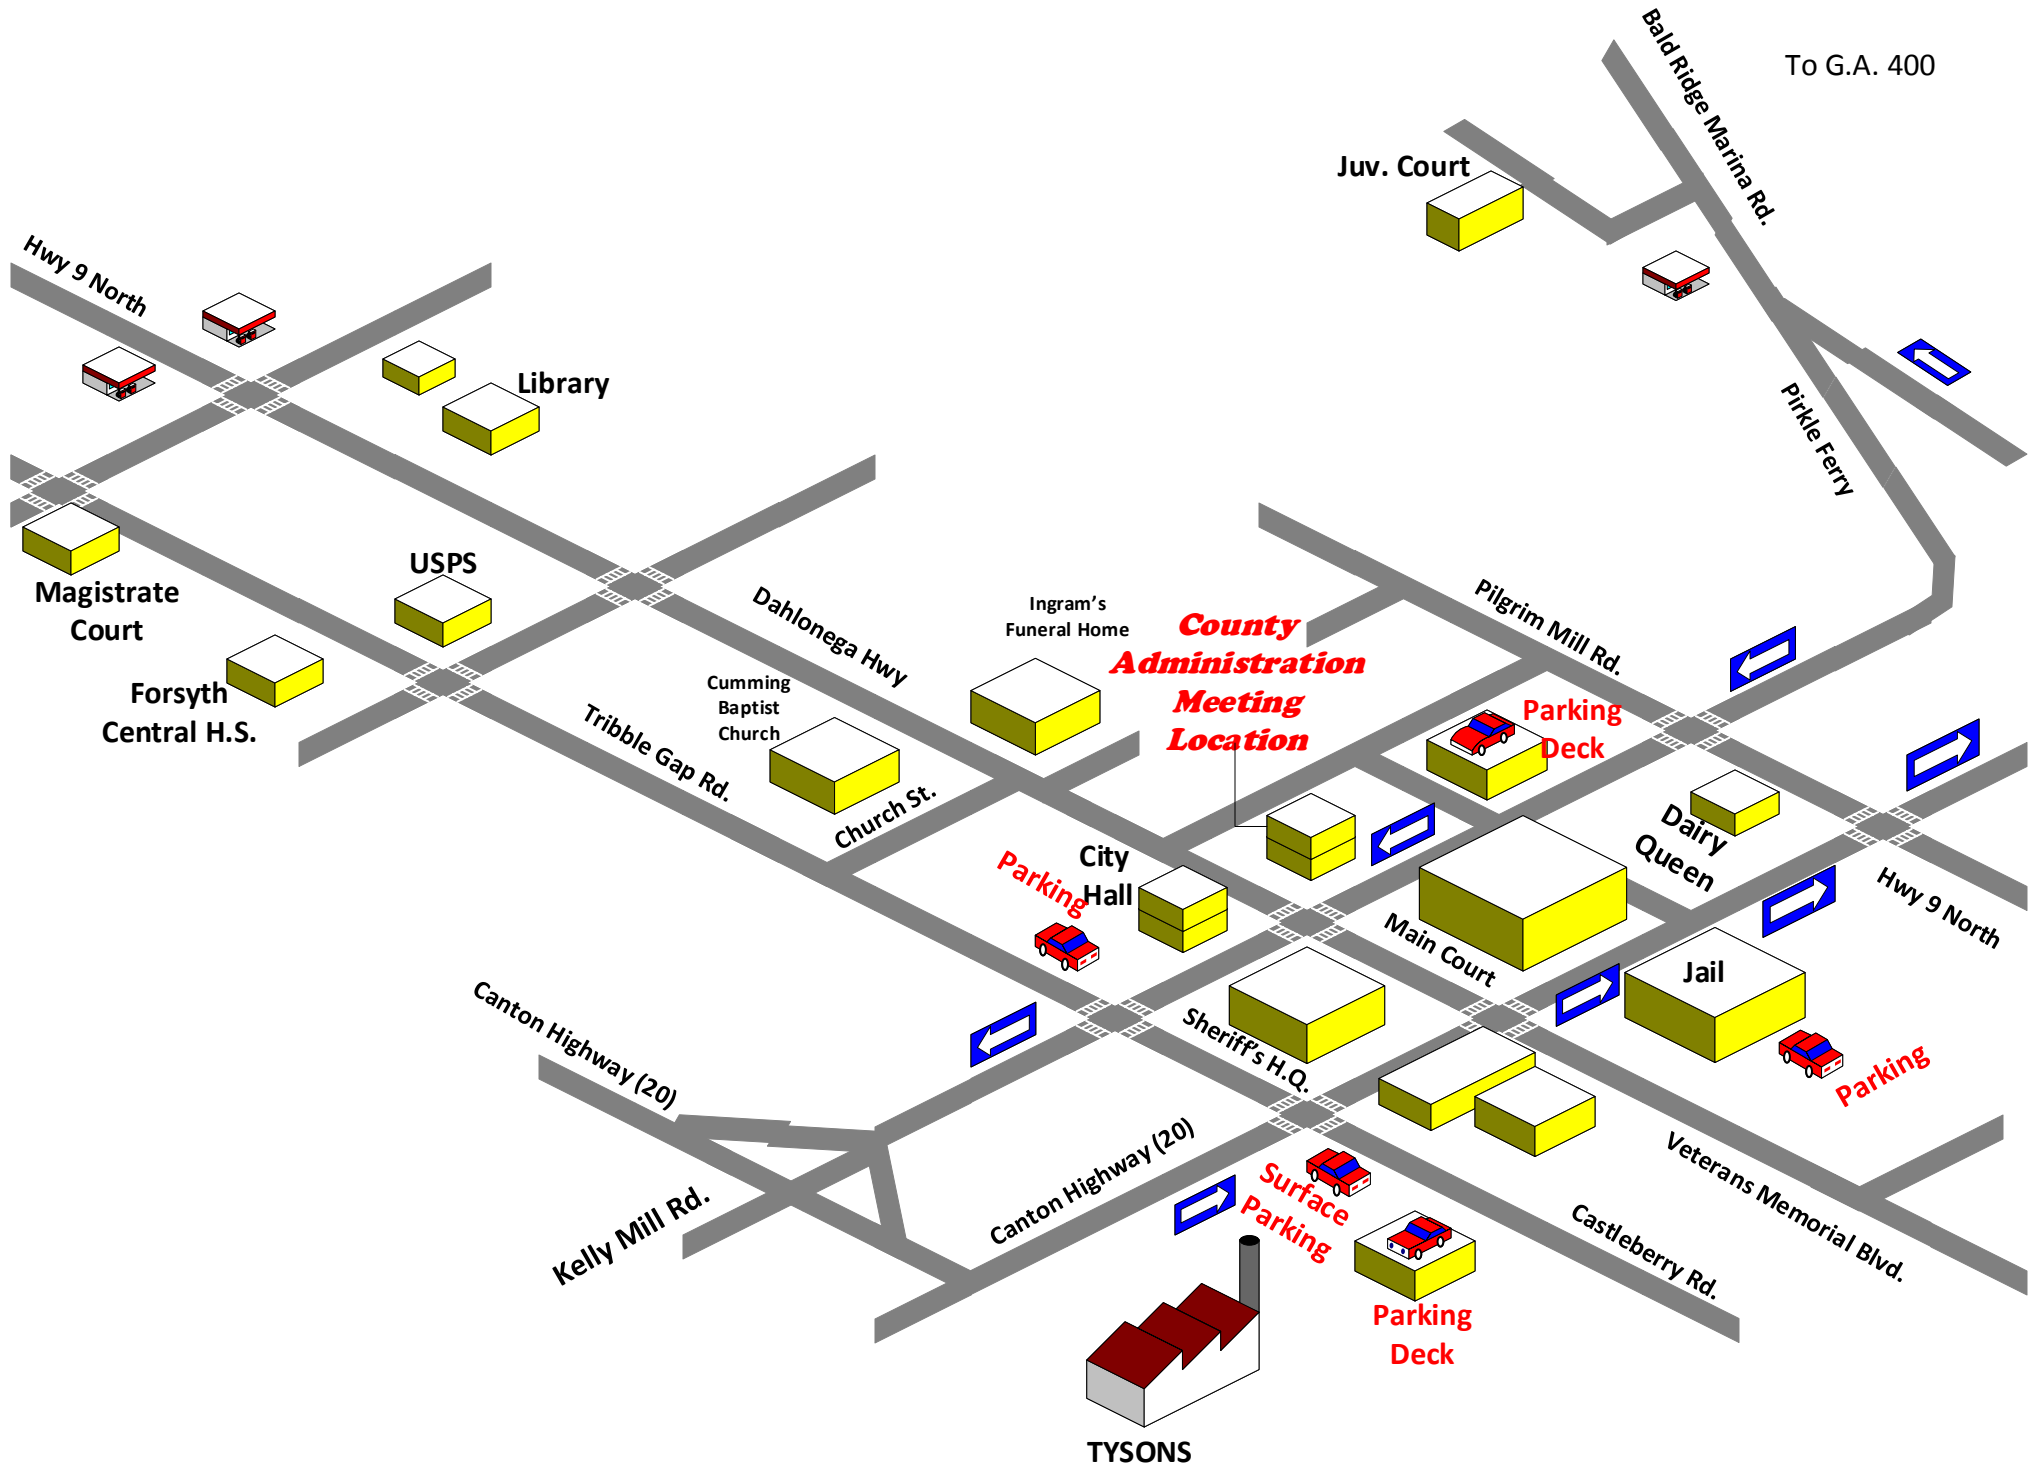 To G.A. 400
Bald Ridge Marina Rd.
Juv. Court
Hwy 9 North
Library
Pirkle Ferry
Magistrate
Court
USPS
Forsyth
Central H.S.
Dahlonega Hwy
Tribble Gap Rd.
Cumming
Baptist
Church
Ingram’s
Funeral Home
County
Administration
Meeting
Location
Pilgrim Mill Rd.
Parking
Deck
Church St.
Dairy
Queen
City
Hall
Parking
Hwy 9 North
Main Court
Jail
Sheriff’s H.Q.
Parking
Canton Highway (20)
Kelly Mill Rd.
Canton Highway (20)
Surface
Parking
Veterans Memorial Blvd.
Castleberry Rd.
Parking
Deck
TYSONS